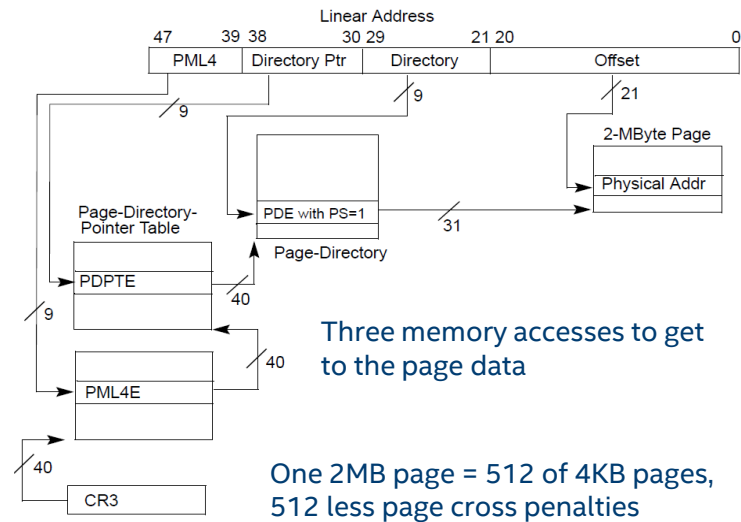 Linear Address
47 39 38 30 29 21 20 0
PML4 Directory Ptr Directory Offset
9 9 21
2-MByte Page
Physical Addr
PDE with PS=1
31
Page-Directory
Page-Directory-
Pointer Table
PDPTE
40
9
Three memory accesses to get
to the page data
40
PML4E
40
One 2MB page = 512 of 4KB pages,
512 less page cross penalties
CR3